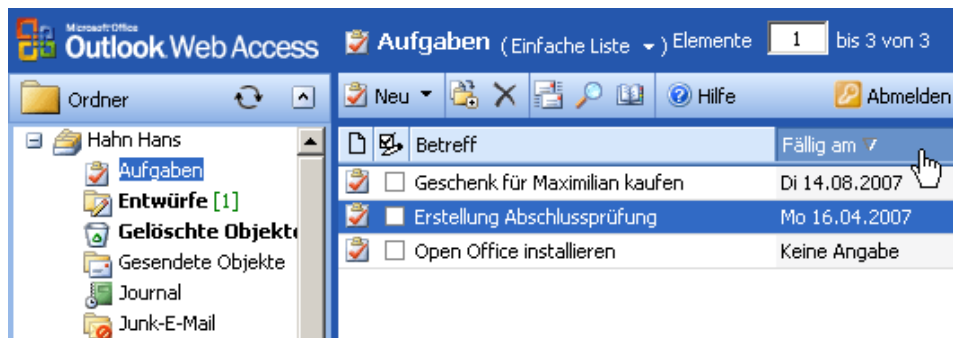 Microsoft Office
Outlook Web Access
Aufgaben (Einfache Liste ) Elemente 1 bis 3 von 3
Ordner
Neu Hilfe Abmelden
Hahn Hans
Aufgaben
Entwürfe [1]
Gelöschte Objekt
Gesendete Objekte
Journal
Junk-E-Mail
Betreff Fällig am
Geschenk für Maximilian kaufen Di 14.08.2007
Erstellung Abschlussprüfung Mo 16.04.2007
Open Office installieren Keine Angabe